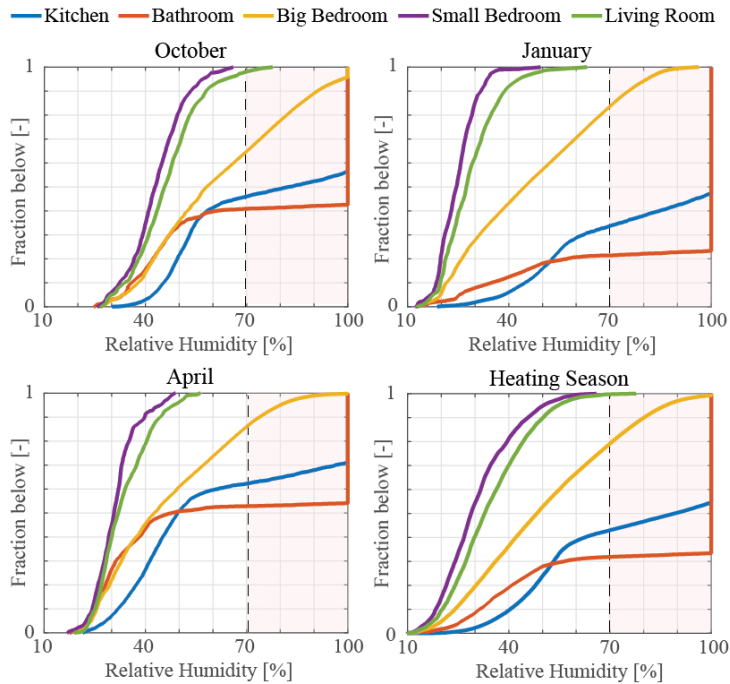 Kitchen Bathroom Big Bedroom Small Bedroom Living Room
October
January
Fraction below [-]
1
0
10 40 70 100
Relative Humidity [%]
Fraction below [-]
1
0
10 40 70 100
Relative Humidity [%]
April
Heating Season
Fraction below [-]
1
0
10 40 70 100
Relative Humidity [%]
Fraction below [-]
1
0
10 40 70 100
Relative Humidity [%]